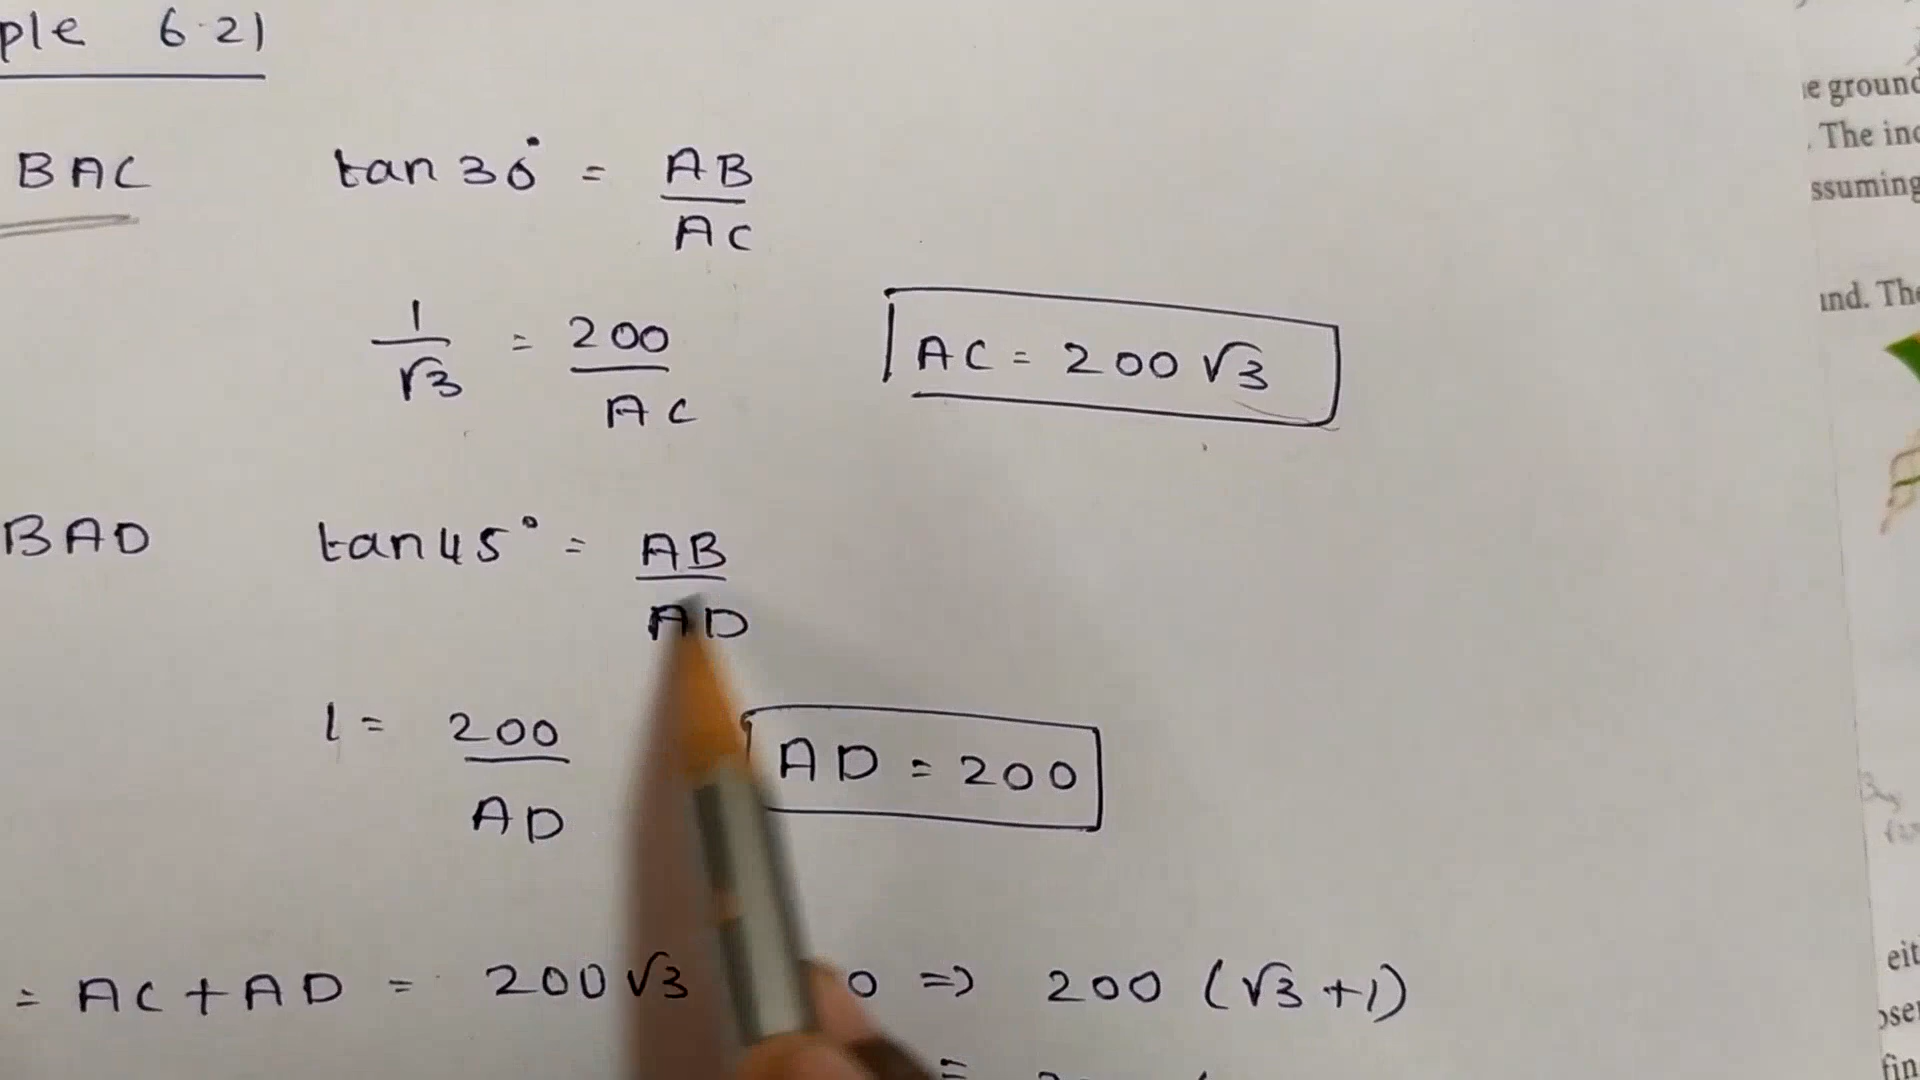 ple 6.21
BAC tan 30° = AB/AC
1/√3 = 200/AC AC = 200√3
BAD tan 45° = AB/AD
1 = 200/AD AD = 200
= AC + AD = 200√3 0 => 200 (√3 + 1)
=
e ground
. The inc
ssuming
ind. The
eit
fin